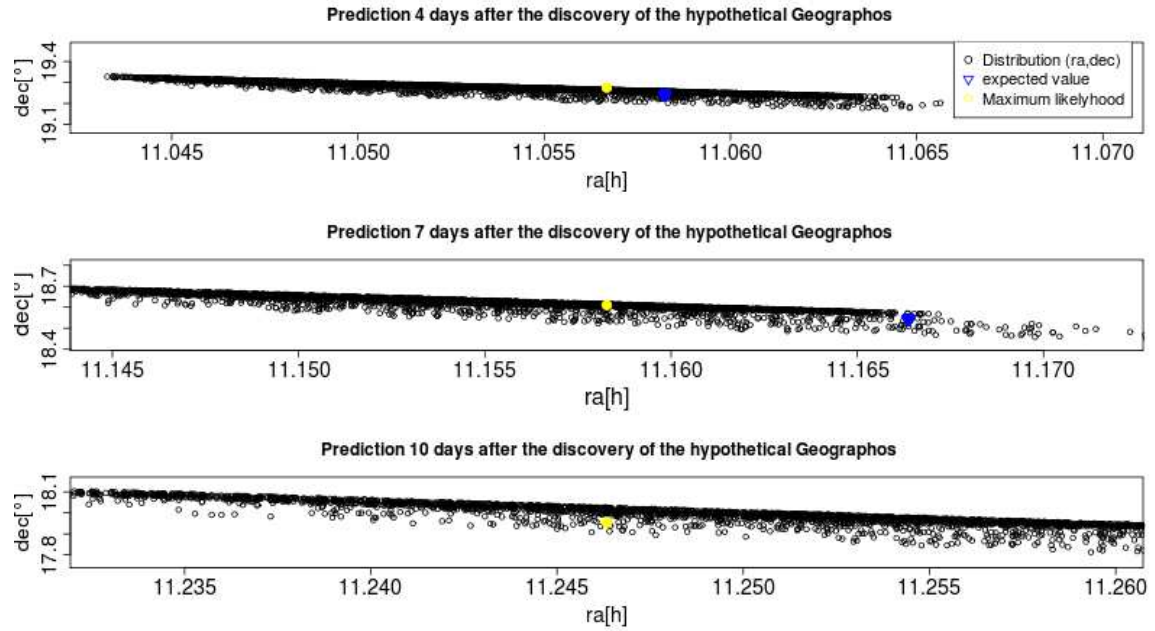 Prediction 4 days after the discovery of the hypothetical Geographos
dec[°]
19.4
19.1
Distribution (ra,dec)
expected value
Maximum likelyhood
11.045 11.050 11.055 11.060 11.065 11.070
ra[h]
Prediction 7 days after the discovery of the hypothetical Geographos
dec[°]
18.7
18.4
11.145 11.150 11.155 11.160 11.165 11.170
ra[h]
Prediction 10 days after the discovery of the hypothetical Geographos
dec[°]
18.1
17.8
11.235 11.240 11.245 11.250 11.255 11.260
ra[h]